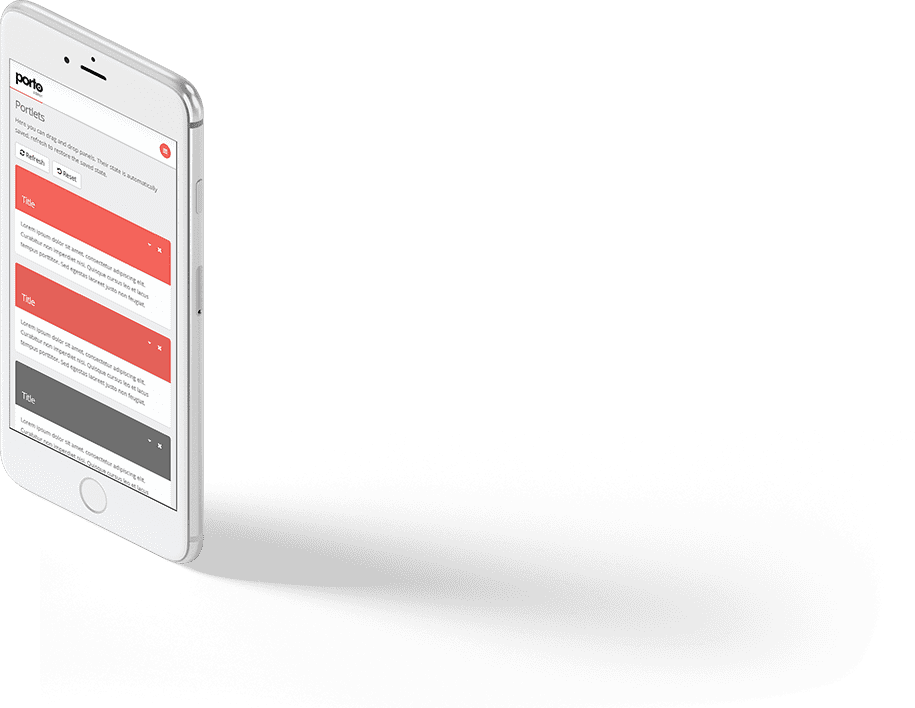 porto
Portlets
Here you can drag and drop panels. Their state is automatically
saved, refresh to restore the saved state.
Refresh
Reset
Title
Lorem ipsum dolor sit amet, consectetur adipiscing elit.
Curabitur non imperdiet nisi. Quisque cursus leo et lacus
tempus porttitor. Sed egestas laoreet justo non feugiat.
Title
Lorem ipsum dolor sit amet, consectetur adipiscing elit.
Curabitur non imperdiet nisi. Quisque cursus leo et lacus
tempus porttitor. Sed egestas laoreet justo non feugiat.
Title
Lorem ipsum dolor sit amet, consectetur adipiscing elit.
Curabitur non imperdiet nisi. Quisque cursus leo et lacus